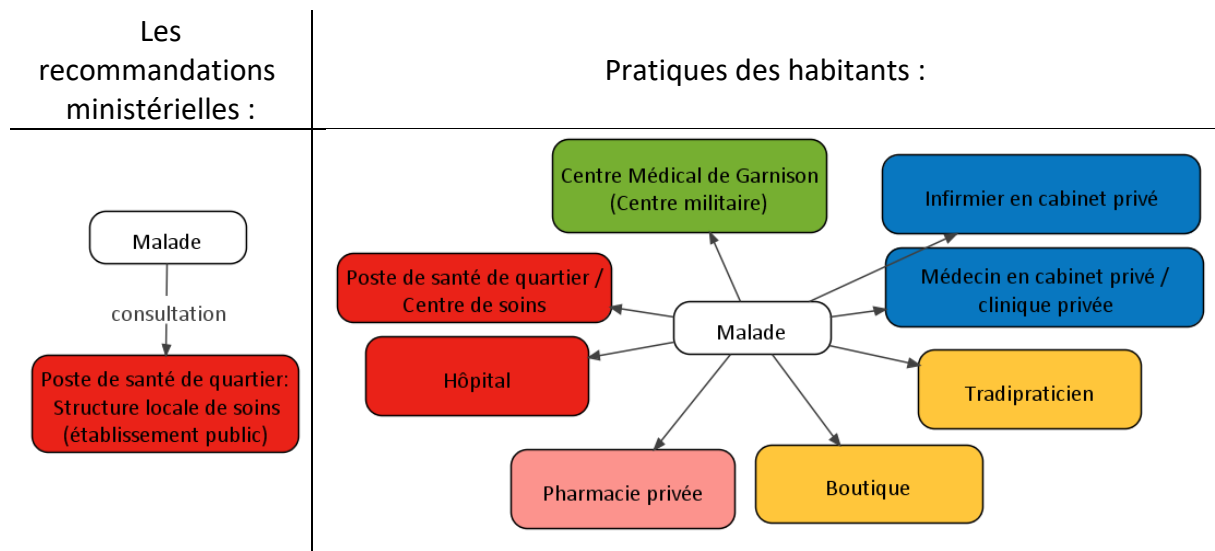 Les
recommandations
ministérielles :
Pratiques des habitants :
Malade
consultation
Poste de santé de quartier:
Structure locale de soins
(établissement public)
Centre Médical de Garnison
(Centre militaire)
Infirmier en cabinet privé
Poste de santé de quartier /
Centre de soins
Médecin en cabinet privé /
clinique privée
Malade
Hôpital
Tradipraticien
Pharmacie privée
Boutique